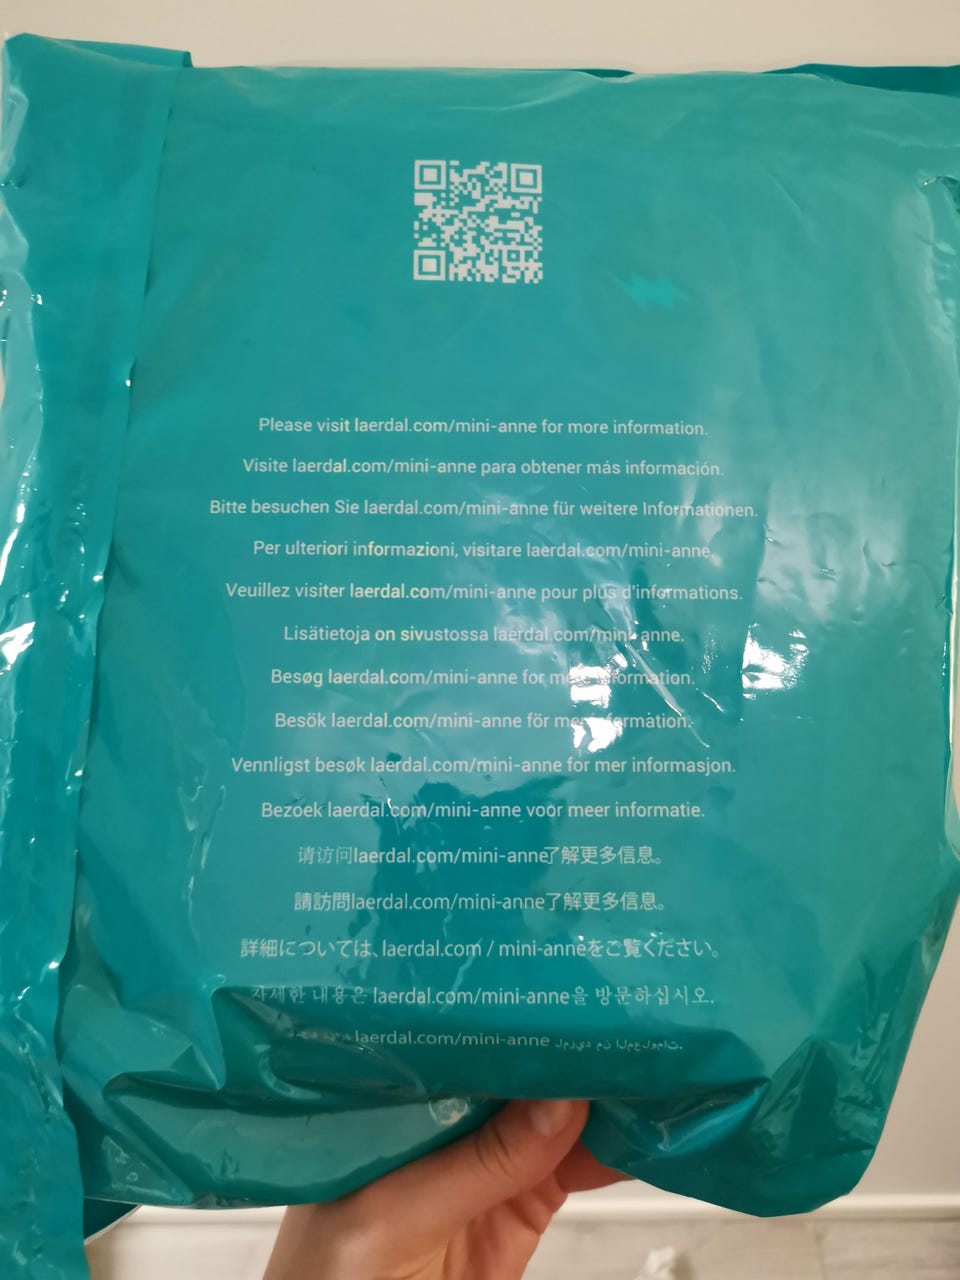 Please visit laerdal.com/mini-anne for more information.
Visite laerdal.com/mini-anne para obtener más información.
Bitte besuchen Sie laerdal.com/mini-anne für weitere Informationen.
Per ulteriori informazioni, visitare laerdal.com/mini-anne.
Veuillez visiter laerdal.com/mini-anne pour plus d'informations.
Lisätietoja on sivustossa laerdal.com/mini-anne.
Besøg laerdal.com/mini-anne for mere information.
Besök laerdal.com/mini-anne för mer information.
Vennligst besøk laerdal.com/mini-anne for mer informasjon.
Bezoek laerdal.com/mini-anne voor meer informatie.
请访问laerdal.com/mini-anne了解更多信息。
請訪問laerdal.com/mini-anne了解更多信息。
詳細については、laerdal.com / mini-anneをご覧ください。
자세한 내용은 laerdal.com/mini-anne을 방문하십시오.
laerdal.com/mini-anne لمزيد من المعلومات.